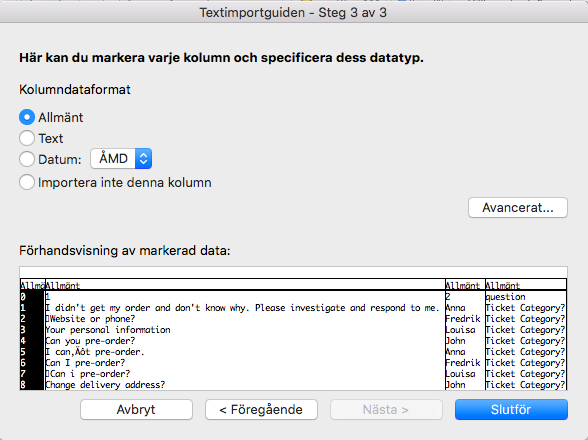 Textimportguiden - Steg 3 av 3
Här kan du markera varje kolumn och specificera dess datatyp.
Kolumndataformat
Allmänt
Text
Datum: ÅMD
Importera inte denna kolumn
Avancerat...
Förhandsvisning av markerad data:
Allmä Allmänt Allmänt Allmänt
0 1 2 question
1 I didn't get my order and don't know why. Please investigate and respond to me. Anna Ticket Category?
2 Website or phone? Fredrik Ticket Category?
3 Your personal information Louisa Ticket Category?
4 Can you pre-order? John Ticket Category?
5 I can‚Äôt pre-order. Anna Ticket Category?
6 Can I pre-order? Fredrik Ticket Category?
7 Can i pre-order? Louisa Ticket Category?
8 Change delivery address? John Ticket Category?
Avbryt < Föregående Nästa > Slutför